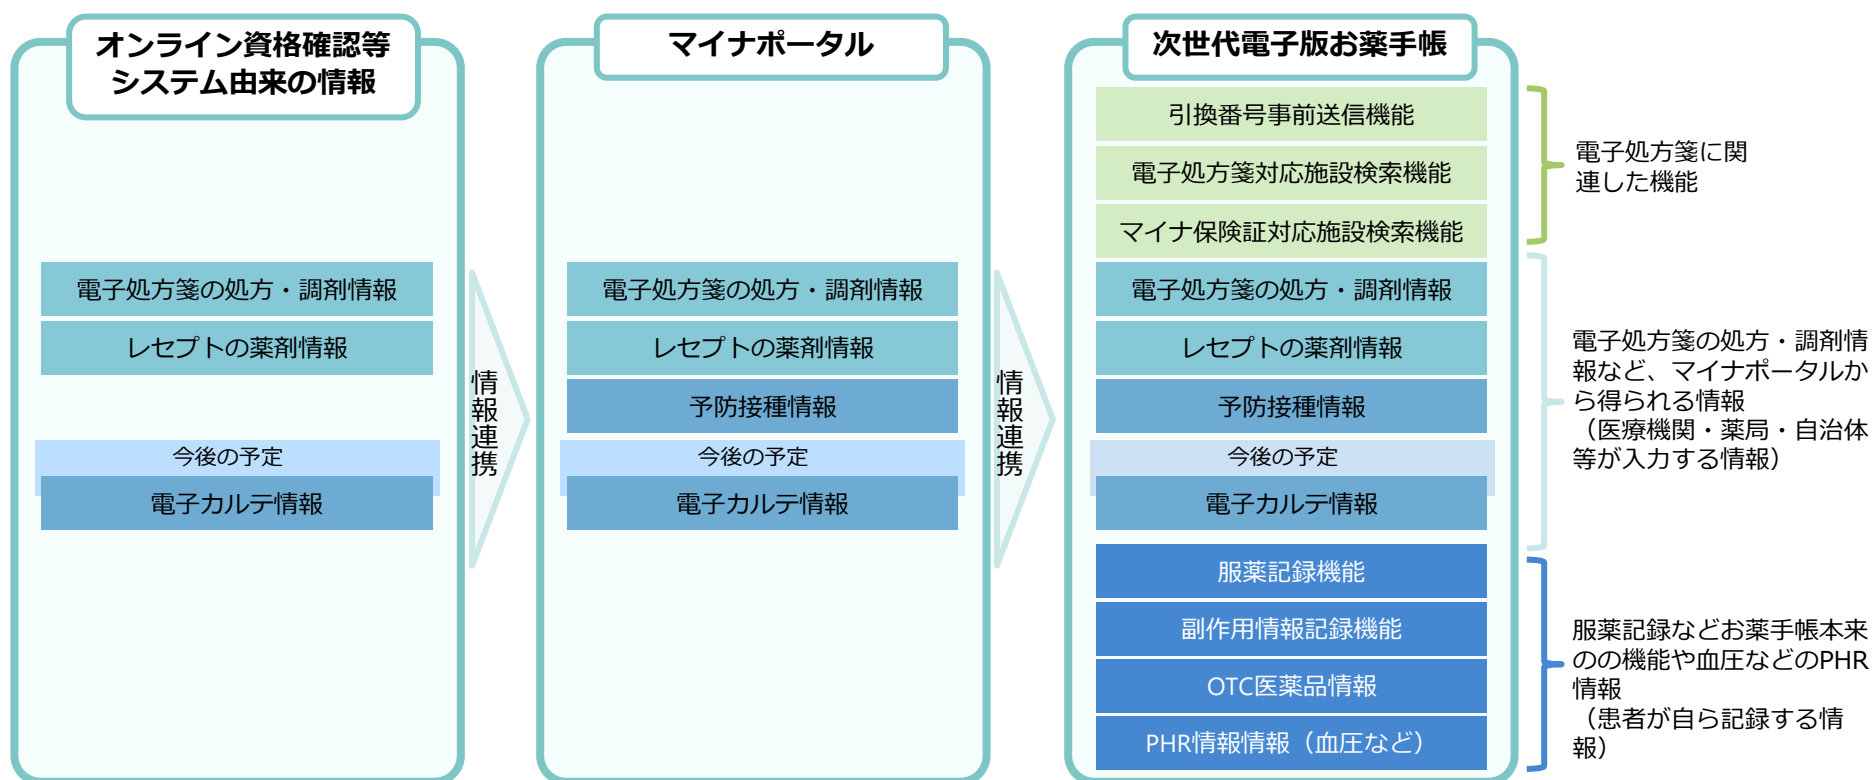 オンライン資格確認等
システム由来の情報
電子処方箋の処方・調剤情報
レセプトの薬剤情報
今後の予定
電子カルテ情報
情報連携
マイナポータル
電子処方箋の処方・調剤情報
レセプトの薬剤情報
予防接種情報
今後の予定
電子カルテ情報
情報連携
次世代電子版お薬手帳
引換番号事前送信機能
電子処方箋対応施設検索機能
マイナ保険証対応施設検索機能
電子処方箋の処方・調剤情報
レセプトの薬剤情報
予防接種情報
今後の予定
電子カルテ情報
服薬記録機能
副作用情報記録機能
OTC医薬品情報
PHR情報情報（血圧など）
電子処方箋に関
連した機能
電子処方箋の処方・調剤情
報など、マイナポータルか
ら得られる情報
（医療機関・薬局・自治体
等が入力する情報）
服薬記録などお薬手帳本来
のの機能や血圧などのPHR
情報
（患者が自ら記録する情
報）